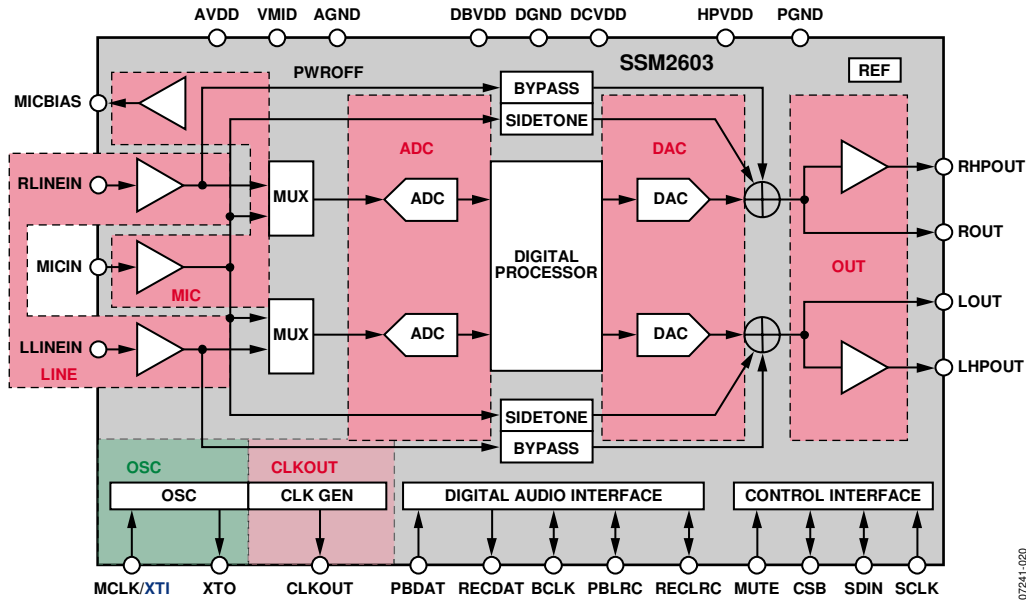 AVDD VMID AGND DBVDD DGND DCVDD HPVDD PGND
PWROFF
SSM2603
REF
MICBIAS
BYPASS
SIDETONE
ADC
DAC
RLINEIN
MUX
ADC
DAC
RHPOUT
ROUT
MICIN
MIC
DIGITAL
PROCESSOR
OUT
LOUT
LLINEIN
LINE
MUX
ADC
DAC
LHPOUT
SIDETONE
BYPASS
OSC
CLKOUT
OSC
CLK GEN
DIGITAL AUDIO INTERFACE
CONTROL INTERFACE
MCLK/XTI XTO CLKOUT PBDAT RECDAT BCLK PBLRC RECLRC MUTE CSB SDIN SCLK
07241-020